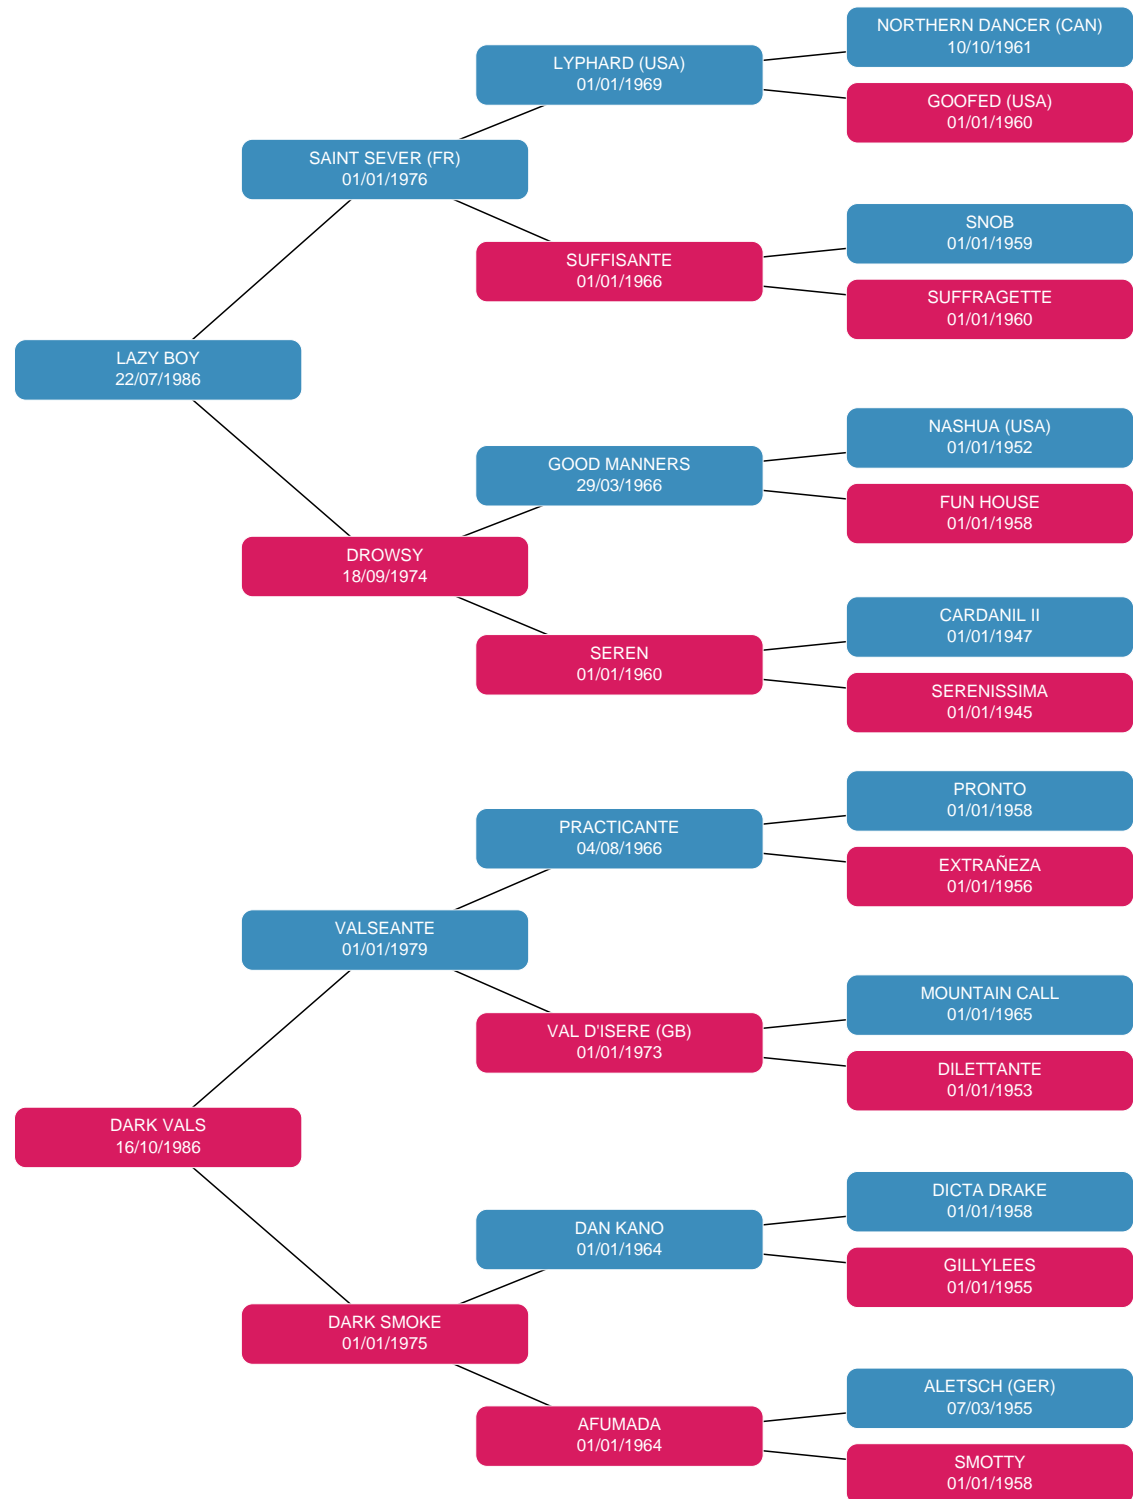 NORTHERN DANCER (CAN)
10/10/1961
LYPHARD (USA)
01/01/1969
GOOFED (USA)
01/01/1960
SAINT SEVER (FR)
01/01/1976
SNOB
01/01/1959
SUFFISANTE
01/01/1966
SUFFRAGETTE
01/01/1960
LAZY BOY
22/07/1986
NASHUA (USA)
01/01/1952
GOOD MANNERS
29/03/1966
FUN HOUSE
01/01/1958
DROWSY
18/09/1974
CARDANIL II
01/01/1947
SEREN
01/01/1960
SERENISSIMA
01/01/1945
PRONTO
01/01/1958
PRACTICANTE
04/08/1966
EXTRAÑEZA
01/01/1956
VALSEANTE
01/01/1979
MOUNTAIN CALL
01/01/1965
VAL D'ISERE (GB)
01/01/1973
DILETTANTE
01/01/1953
DARK VALS
16/10/1986
DICTA DRAKE
01/01/1958
DAN KANO
01/01/1964
GILLYLEES
01/01/1955
DARK SMOKE
01/01/1975
ALETSCH (GER)
07/03/1955
AFUMADA
01/01/1964
SMOTTY
01/01/1958